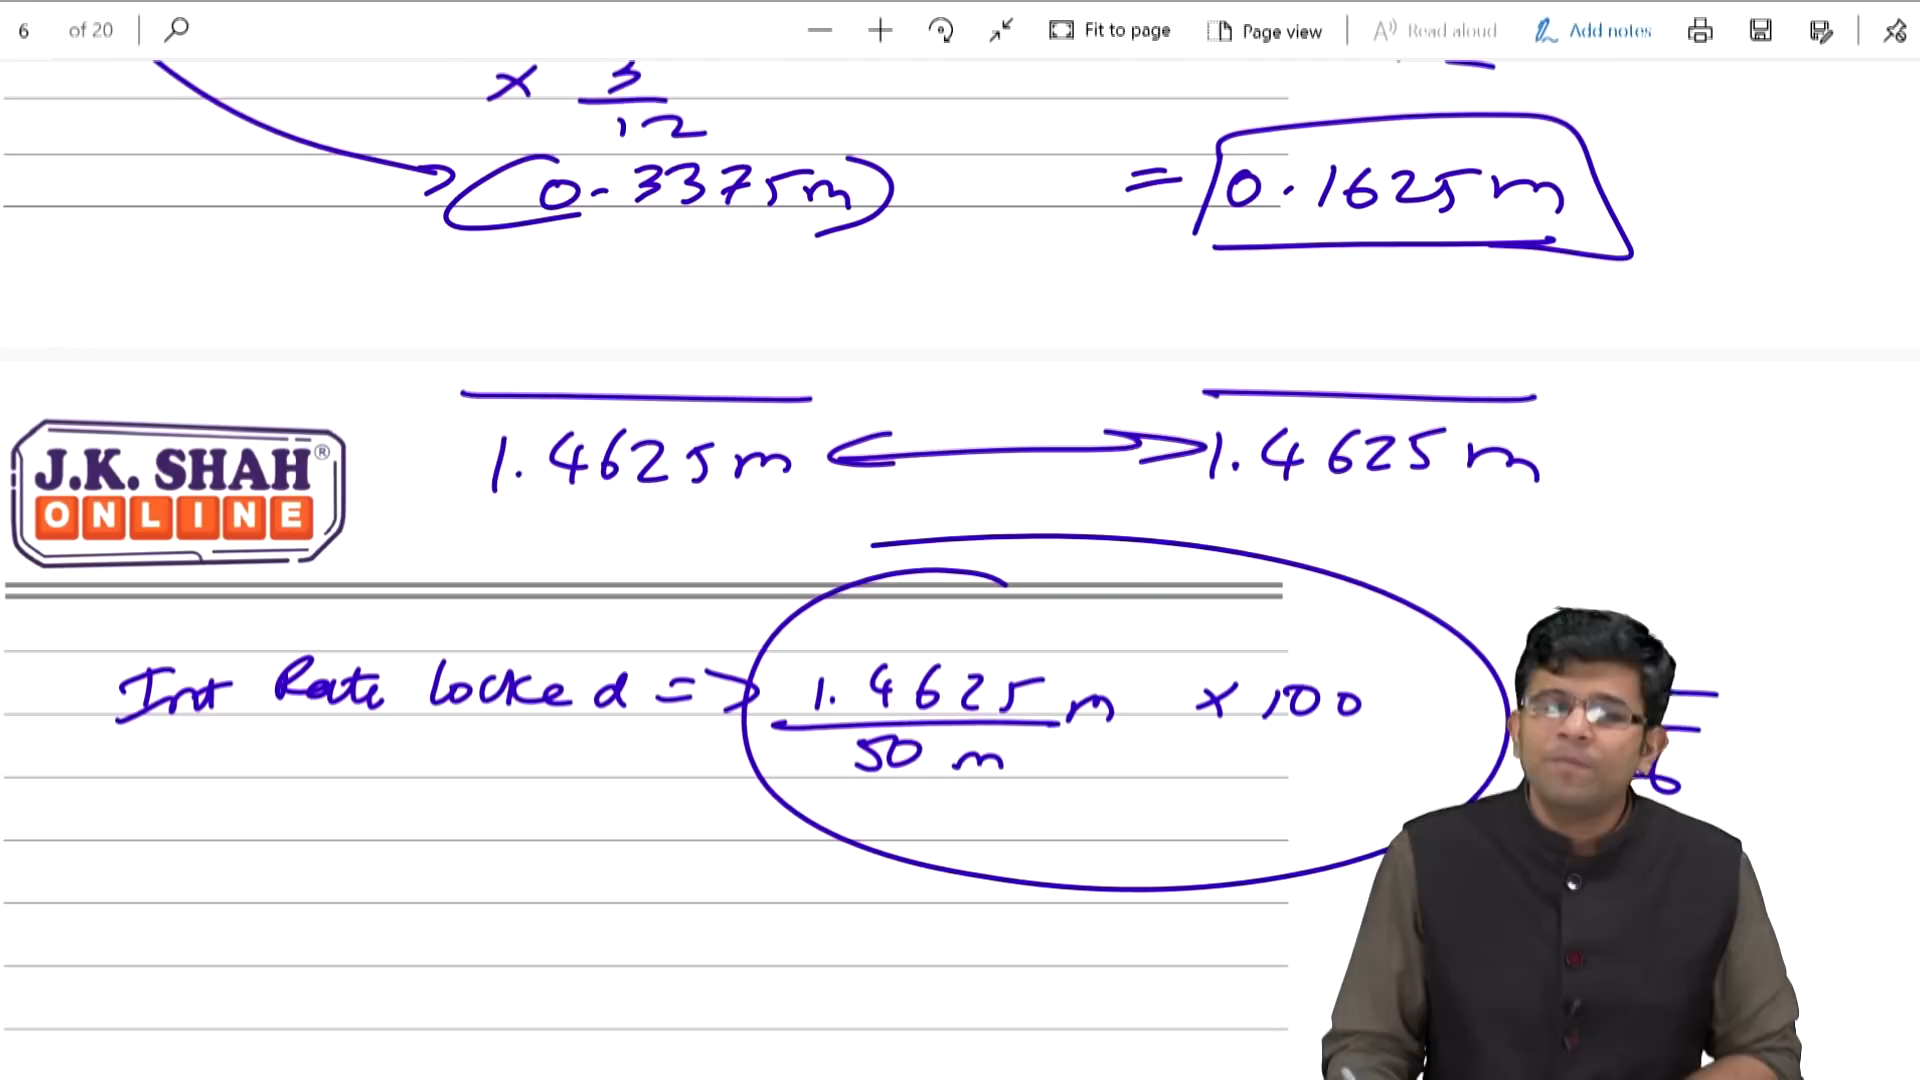 6 of 20 Fit to page Page view Read aloud Add notes
× 3
12
0.3375m = 0.1625m
1.4625m 1.4625m
J.K. SHAH®
ONLINE
Int Rate locked => 1.4625m × 100
50 m